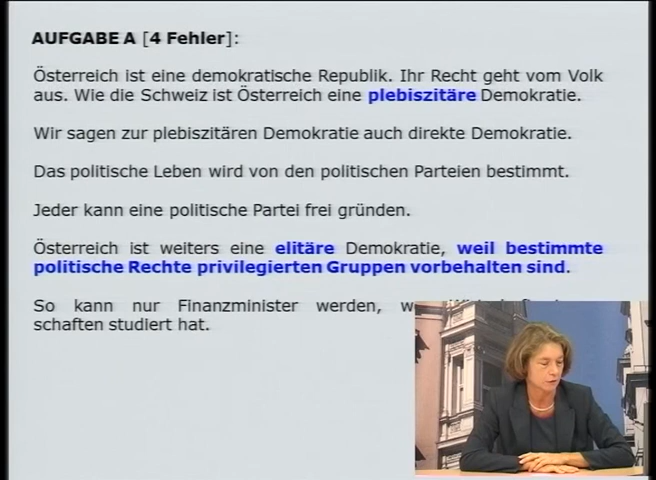 AUFGABE A [4 Fehler]:
Österreich ist eine demokratische Republik. Ihr Recht geht vom Volk
aus. Wie die Schweiz ist Österreich eine plebiszitäre Demokratie.
Wir sagen zur plebiszitären Demokratie auch direkte Demokratie.
Das politische Leben wird von den politischen Parteien bestimmt.
Jeder kann eine politische Partei frei gründen.
Österreich ist weiters eine elitäre Demokratie, weil bestimmte
politische Rechte privilegierten Gruppen vorbehalten sind.
So kann nur Finanzminister werden,
schaften studiert hat.